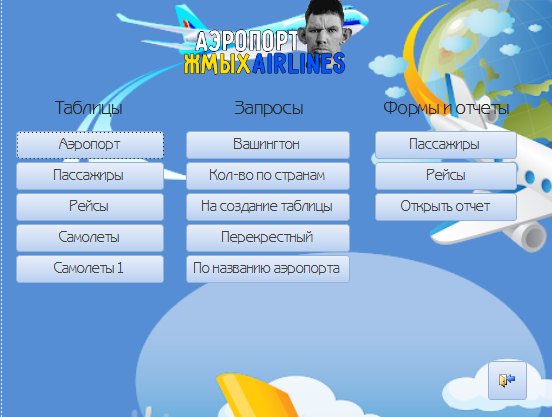 АЭРОПОРТ
ЖМЫХAIRLINES
Таблицы
Запросы
Формы и отчеты
Аэропорт
Вашингтон
Пассажиры
Пассажиры
Кол-во по странам
Рейсы
Рейсы
На создание таблицы
Открыть отчет
Самолеты
Перекрестный
Самолеты 1
По названию аэропорта